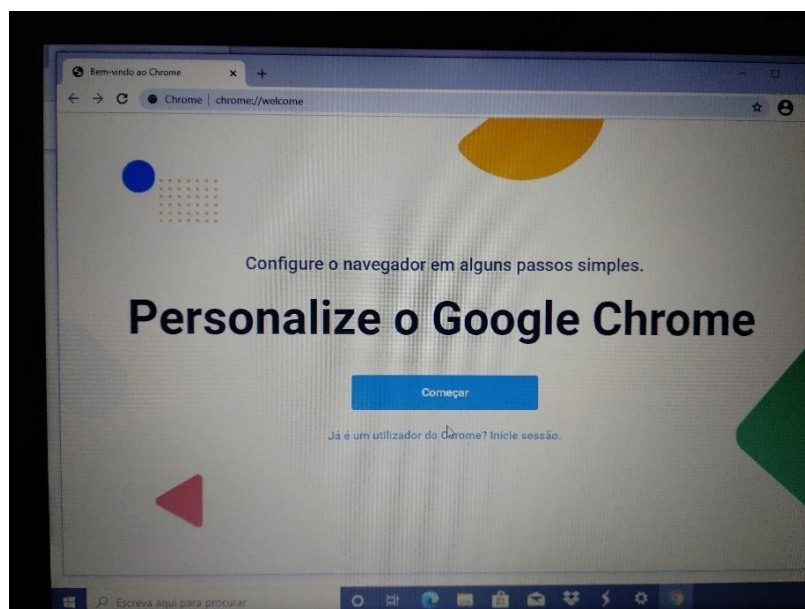 Bem-vindo ao Chrome
Chrome | chrome://welcome
Configure o navegador em alguns passos simples.
Personalize o Google Chrome
Começar
Já é um utilizador do Chrome? Inicie sessão.
Escreva aqui para procurar